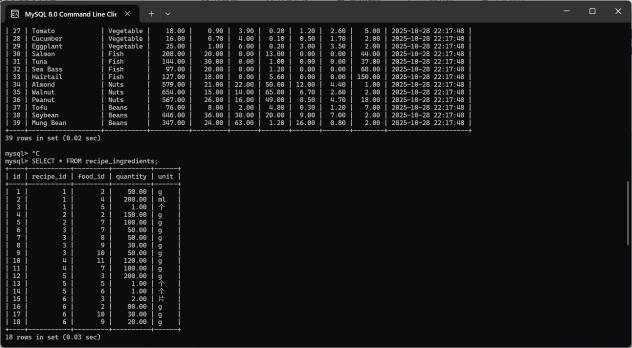 MySQL 8.0 Command Line Clie
| 27 | Tomato | Vegetable | 18.00 | 0.90 | 3.90 | 0.20 | 1.20 | 2.60 | 5.00 | 2025-10-28 22:17:48 |
| 28 | Cucumber | Vegetable | 16.00 | 0.70 | 4.00 | 0.10 | 0.50 | 1.70 | 2.00 | 2025-10-28 22:17:48 |
| 29 | Eggplant | Vegetable | 25.00 | 1.00 | 6.00 | 0.20 | 3.00 | 3.50 | 2.00 | 2025-10-28 22:17:48 |
| 30 | Salmon | Fish | 208.00 | 20.00 | 0.00 | 13.00 | 0.00 | 0.00 | 44.00 | 2025-10-28 22:17:48 |
| 31 | Tuna | Fish | 144.00 | 30.00 | 0.00 | 1.00 | 0.00 | 0.00 | 37.00 | 2025-10-28 22:17:48 |
| 32 | Sea Bass | Fish | 97.00 | 20.00 | 0.00 | 1.20 | 0.00 | 0.00 | 68.00 | 2025-10-28 22:17:48 |
| 33 | Hairtail | Fish | 127.00 | 18.00 | 0.00 | 5.60 | 0.00 | 0.00 | 150.00 | 2025-10-28 22:17:48 |
| 34 | Almond | Nuts | 579.00 | 21.00 | 22.00 | 50.00 | 12.00 | 4.40 | 1.00 | 2025-10-28 22:17:48 |
| 35 | Walnut | Nuts | 654.00 | 15.00 | 14.00 | 65.00 | 6.70 | 2.60 | 2.00 | 2025-10-28 22:17:48 |
| 36 | Peanut | Nuts | 567.00 | 26.00 | 16.00 | 49.00 | 8.50 | 4.70 | 18.00 | 2025-10-28 22:17:48 |
| 37 | Tofu | Beans | 76.00 | 8.00 | 2.00 | 4.80 | 0.30 | 1.20 | 7.00 | 2025-10-28 22:17:48 |
| 38 | Soybean | Beans | 446.00 | 36.00 | 30.00 | 20.00 | 9.00 | 7.00 | 2.00 | 2025-10-28 22:17:48 |
| 39 | Mung Bean | Beans | 347.00 | 24.00 | 63.00 | 1.20 | 16.00 | 0.80 | 2.00 | 2025-10-28 22:17:48 |
39 rows in set (0.02 sec)
mysql> ^C
mysql> SELECT * FROM recipe_ingredients;
| id | recipe_id | food_id | quantity | unit |
| 1 | 1 | 2 | 50.00 | g |
| 2 | 1 | 4 | 200.00 | ml |
| 3 | 1 | 5 | 1.00 | 个 |
| 4 | 2 | 2 | 150.00 | g |
| 5 | 2 | 7 | 100.00 | g |
| 6 | 3 | 7 | 50.00 | g |
| 7 | 3 | 8 | 50.00 | g |
| 8 | 3 | 9 | 30.00 | g |
| 9 | 3 | 10 | 50.00 | g |
| 10 | 4 | 11 | 120.00 | g |
| 11 | 4 | 7 | 100.00 | g |
| 12 | 5 | 3 | 200.00 | g |
| 13 | 5 | 5 | 1.00 | 个 |
| 14 | 5 | 6 | 1.00 | 个 |
| 15 | 6 | 3 | 2.00 | 片 |
| 16 | 6 | 2 | 80.00 | g |
| 17 | 6 | 10 | 30.00 | g |
| 18 | 6 | 9 | 20.00 | g |
18 rows in set (0.03 sec)